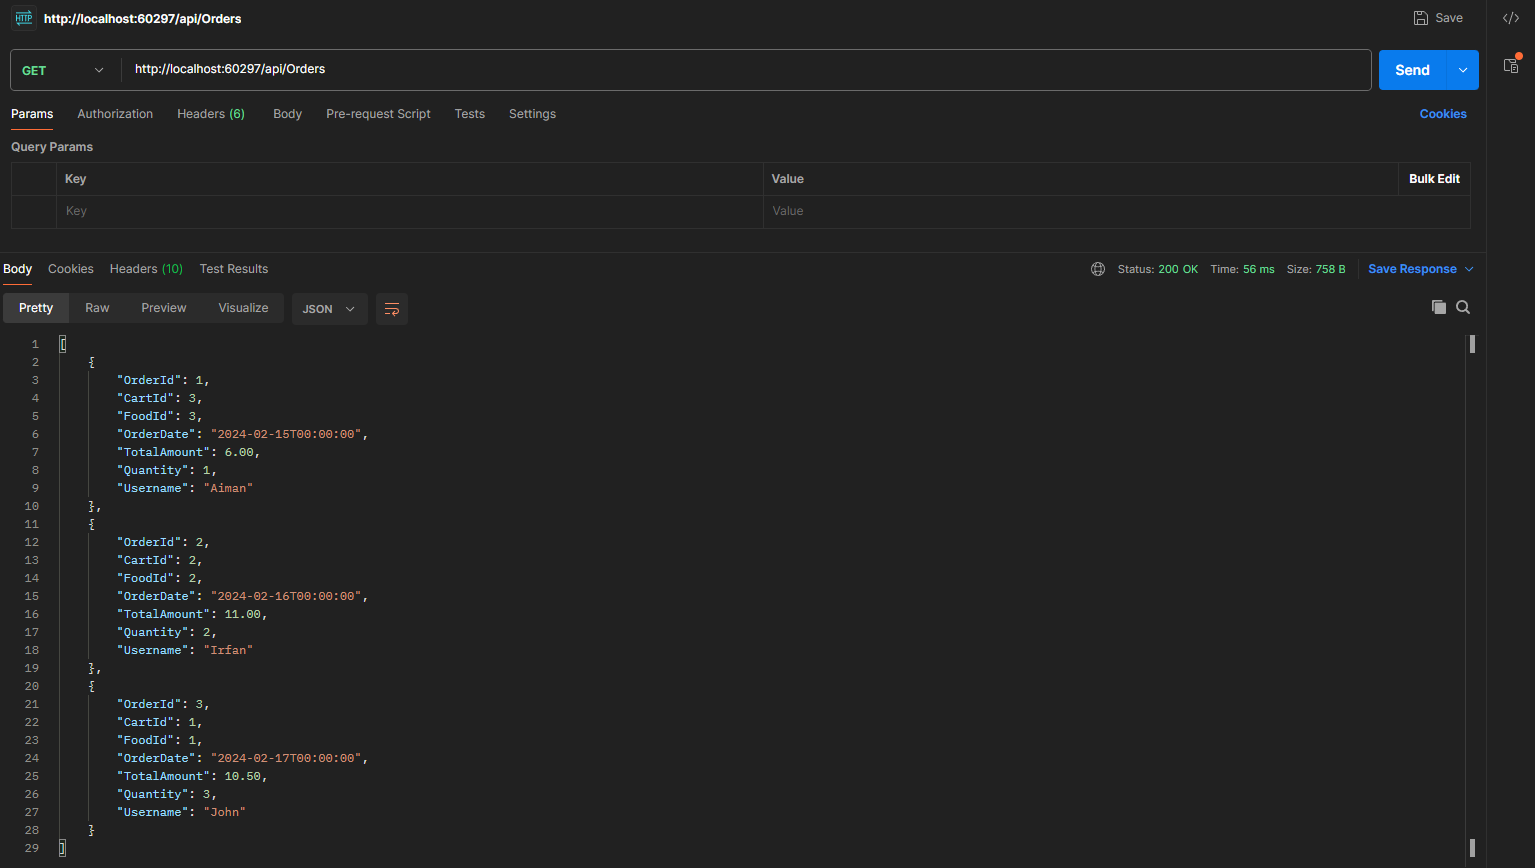 HTTP http://localhost:60297/api/Orders Save </>
GET http://localhost:60297/api/Orders Send
Params Authorization Headers (6) Body Pre-request Script Tests Settings Cookies
Query Params
Key Value Bulk Edit
Key Value
Body Cookies Headers (10) Test Results Status: 200 OK Time: 56 ms Size: 758 B Save Response
Pretty Raw Preview Visualize JSON
1 [
2 {
3 "OrderId": 1,
4 "CartId": 3,
5 "FoodId": 3,
6 "OrderDate": "2024-02-15T00:00:00",
7 "TotalAmount": 6.00,
8 "Quantity": 1,
9 "Username": "Aiman"
10 },
11 {
12 "OrderId": 2,
13 "CartId": 2,
14 "FoodId": 2,
15 "OrderDate": "2024-02-16T00:00:00",
16 "TotalAmount": 11.00,
17 "Quantity": 2,
18 "Username": "Irfan"
19 },
20 {
21 "OrderId": 3,
22 "CartId": 1,
23 "FoodId": 1,
24 "OrderDate": "2024-02-17T00:00:00",
25 "TotalAmount": 10.50,
26 "Quantity": 3,
27 "Username": "John"
28 }
29 ]